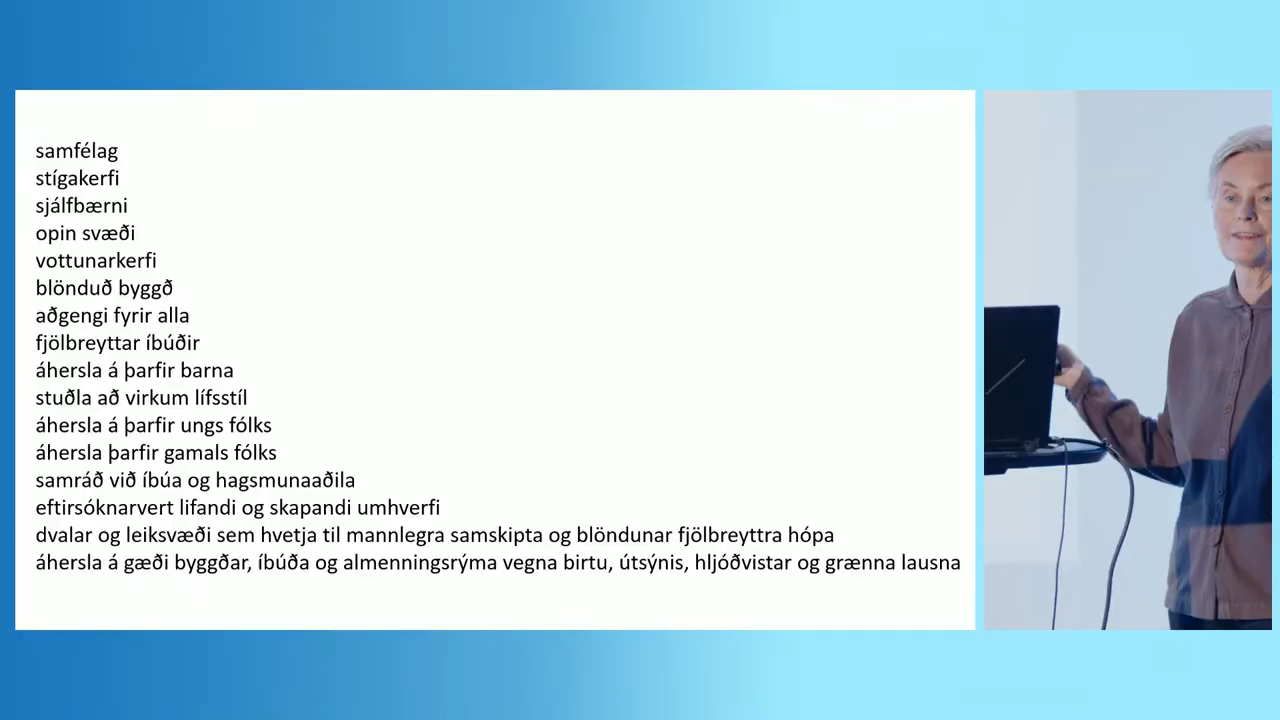 samfélag
stígakerfi
sjálfbærni
opin svæði
vottunarkerfi
blönduð byggð
aðgengi fyrir alla
fjölbreyttar íbúðir
áhersla á þarfir barna
stuðla að virkum lífsstíl
áhersla á þarfir ungs fólks
áhersla þarfir gamals fólks
samráð við íbúa og hagsmunaaðila
eftirsóknarvert lifandi og skapandi umhverfi
dvalar og leiksvæði sem hvetja til mannlegra samskipta og blöndunar fjölbreyttra hópa
áhersla á gæði byggðar, íbúða og almenningsrýma vegna birtu, útsýnis, hljóðvistar og grænna lausna